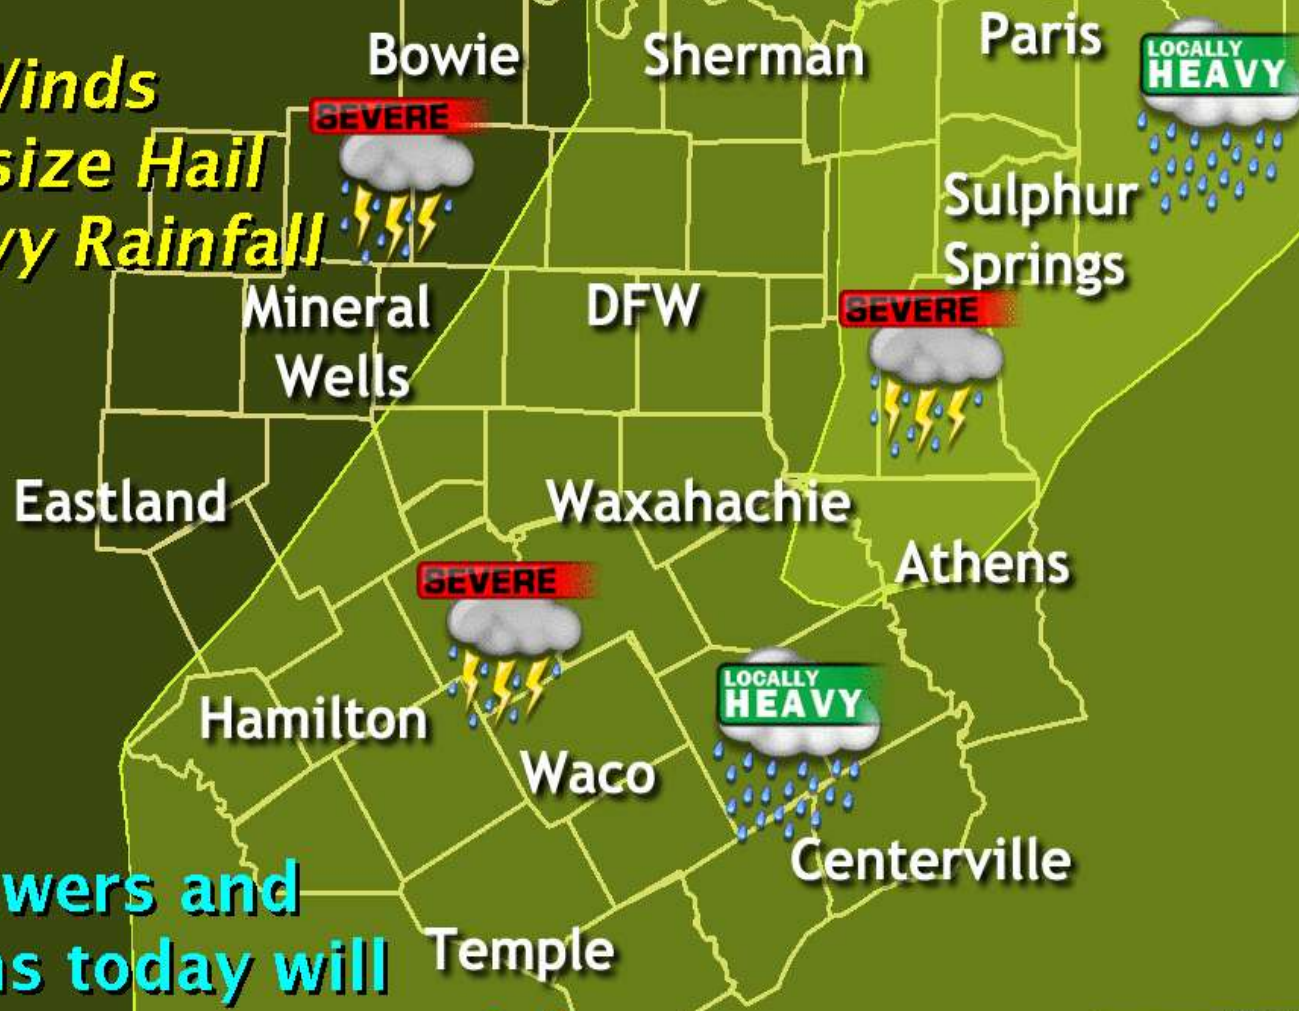 Bowie
Sherman
Paris
LOCALLY
HEAVY
Winds
SEVERE
size Hail
vy Rainfall
Sulphur
Springs
Mineral
Wells
DFW
SEVERE
Eastland
Waxahachie
Athens
SEVERE
Hamilton
LOCALLY
HEAVY
Waco
Centerville
wers and
Temple
ns today will